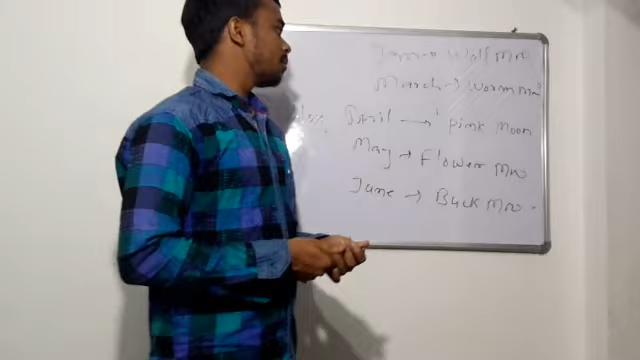 → Wolf Mn
March → Worm Mn
April → Pink Moon
May → Flower Mn
June → Buck Mn.